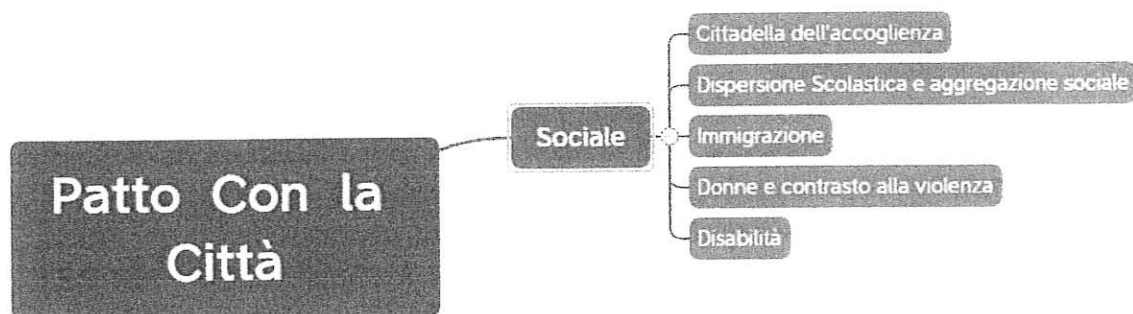 Patto Con la
Città
Sociale
Cittadella dell'accoglienza
Dispersione Scolastica e aggregazione sociale
Immigrazione
Donne e contrasto alla violenza
Disabilità